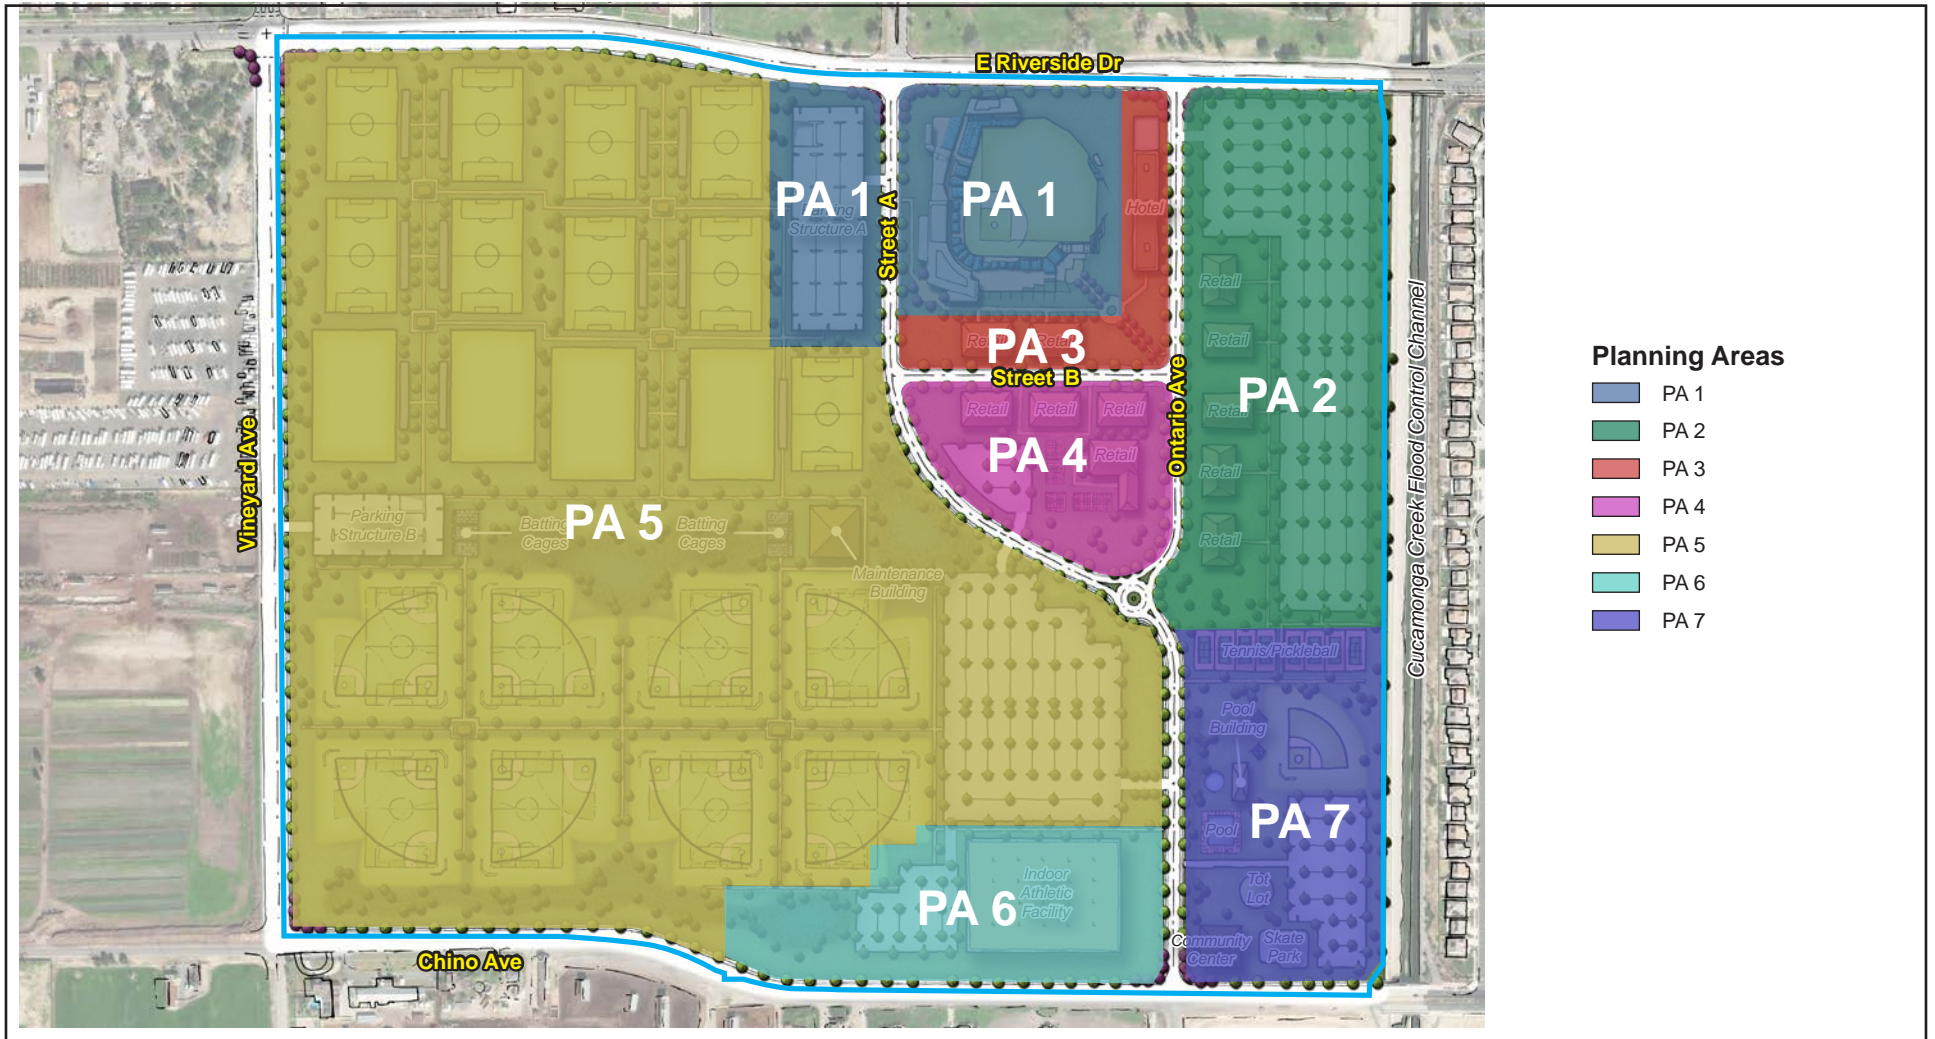 E Riverside Dr
PA 1
Parking
Structure A
Street A
PA 1
Hotel
Retail
Retail
PA 3
Street B
Ontario Ave
Retail
Retail
Retail
Retail
PA 4
Retail
Retail
Retail
Retail
Retail
PA 2
Cucamonga Creek Flood Control Channel
Vineyard Ave
Parking
Structure B
Batting
Cages
PA 5
Batting
Cages
Maintenance
Building
Tennis/Pickleball
Pool
Building
Pool
PA 7
Tot
Lot
Community
Center
Skate
Park
Indoor
Athletic
Facility
PA 6
Chino Ave
Planning Areas
PA 1
PA 2
PA 3
PA 4
PA 5
PA 6
PA 7